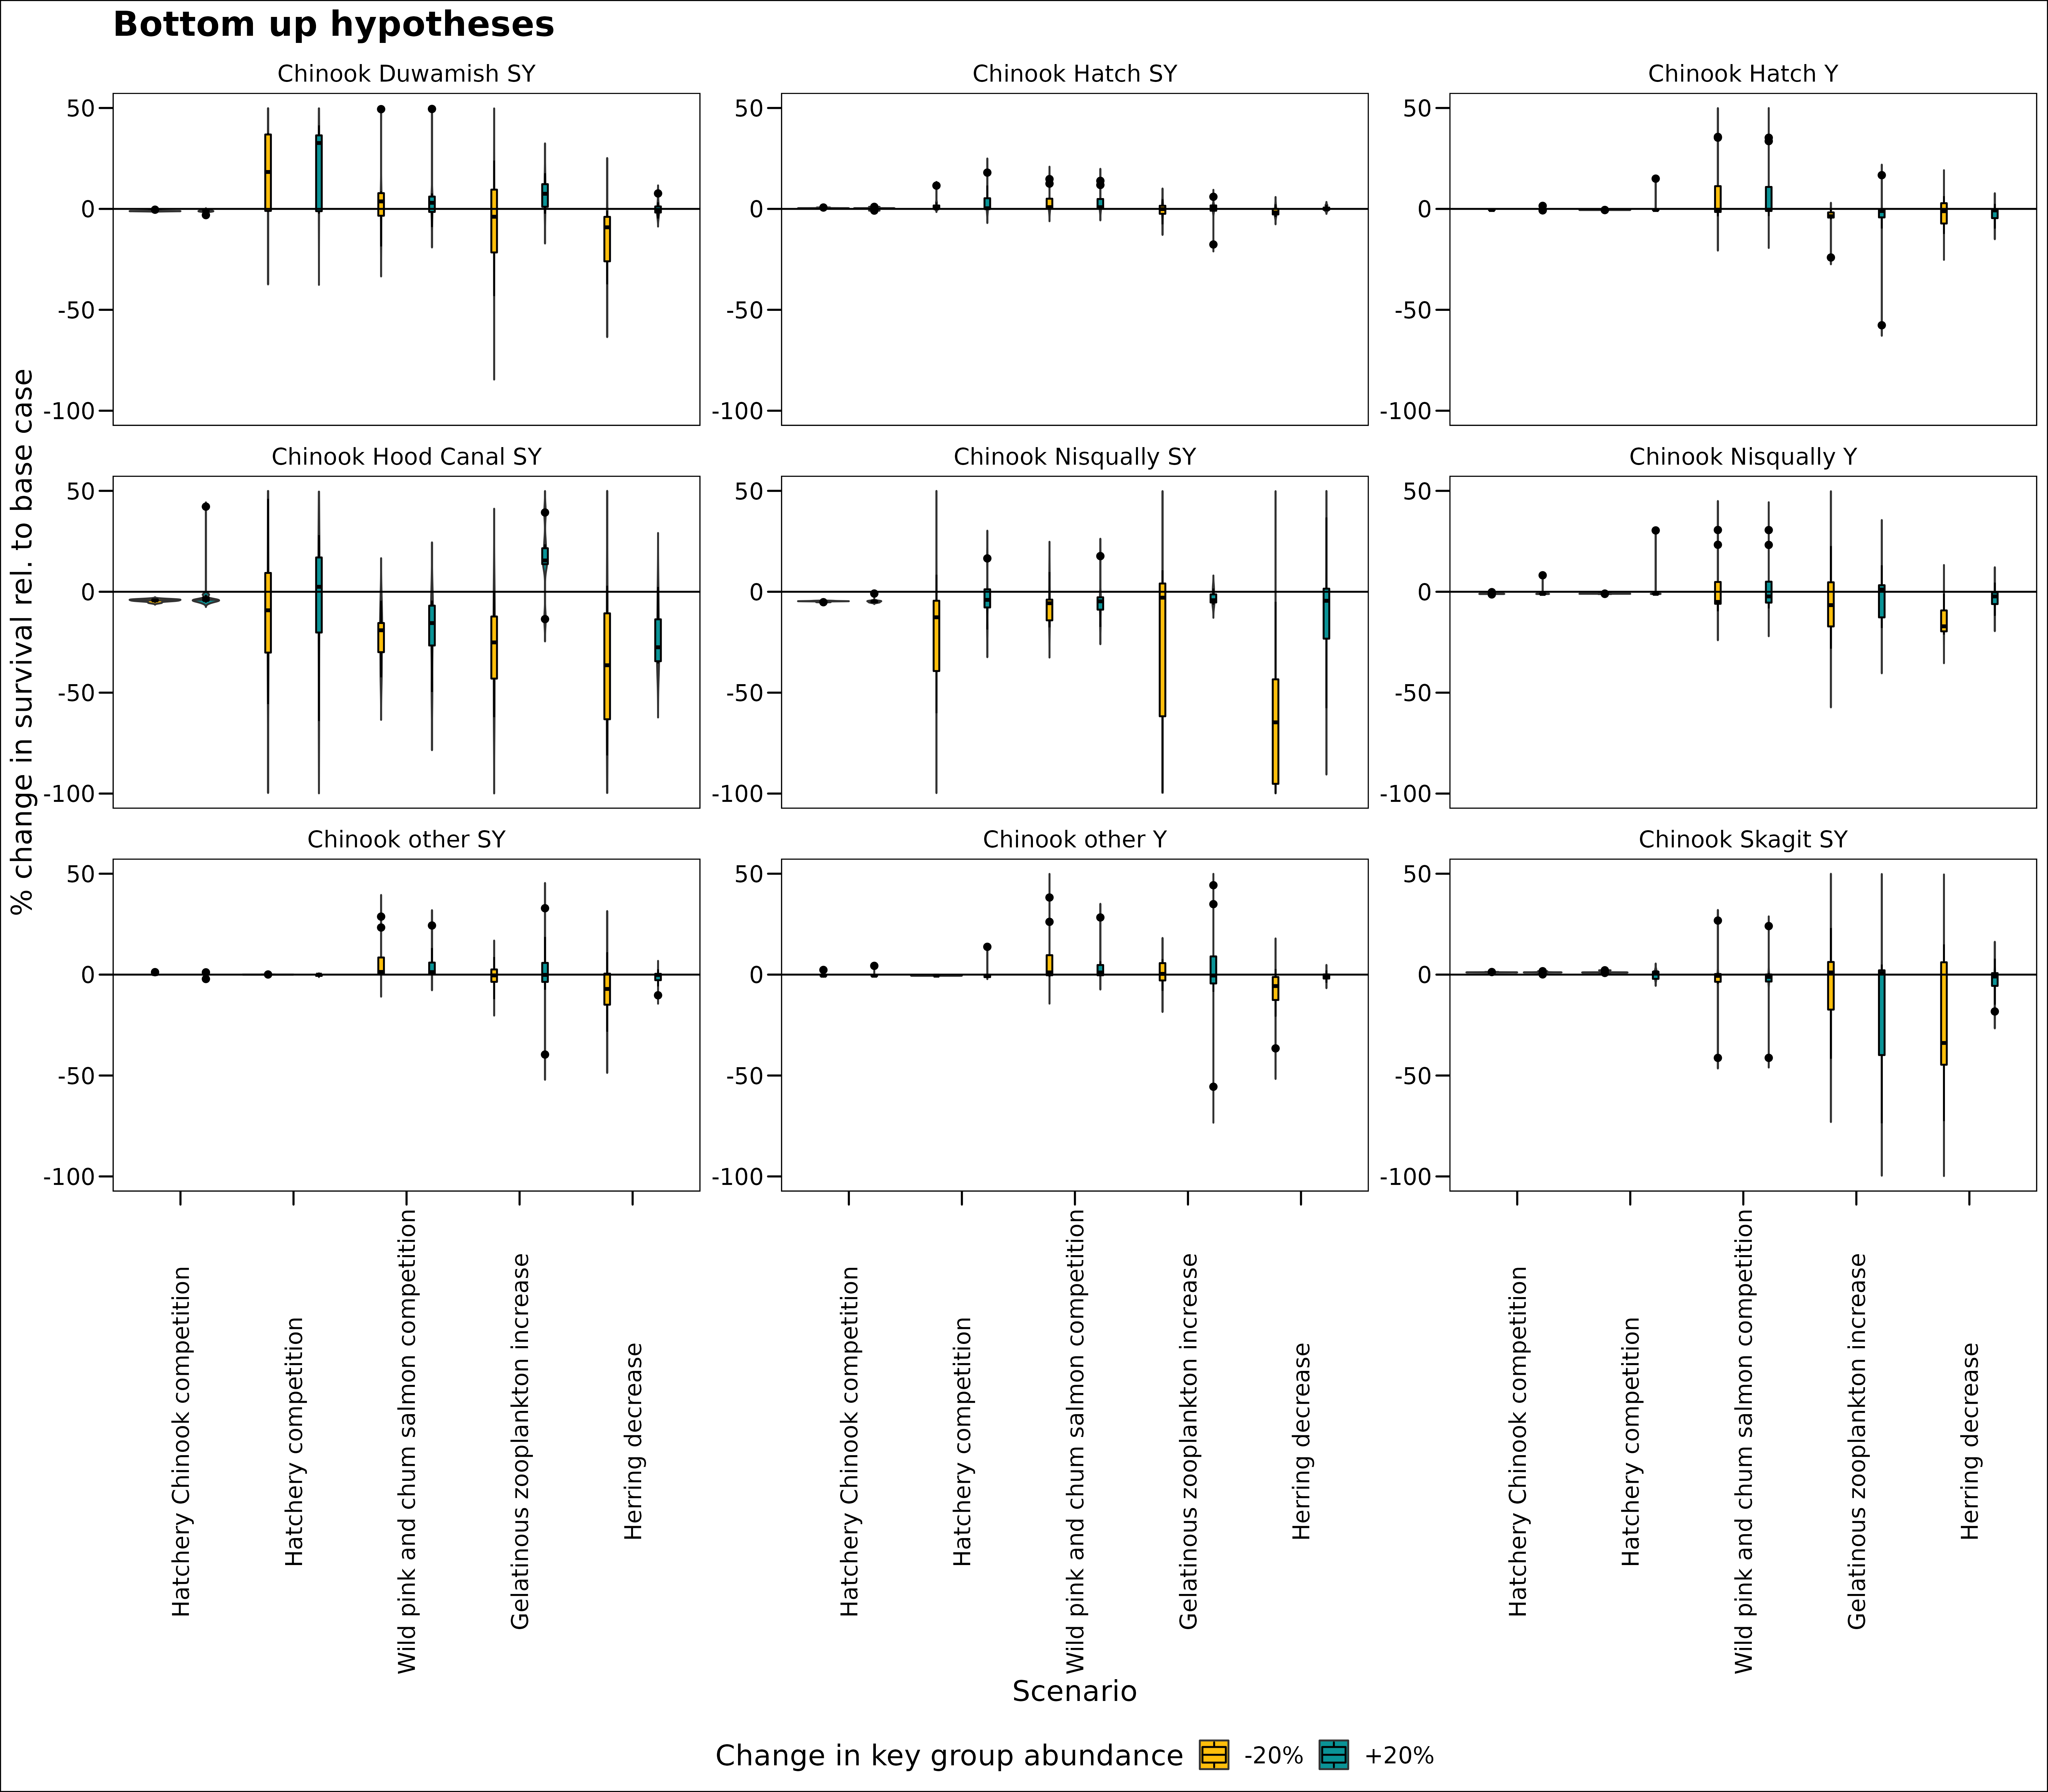 Bottom up hypotheses
Chinook Duwamish SY
Chinook Hatch SY
Chinook Hatch Y
50
0
-50
-100
50
0
-50
-100
50
0
-50
-100
Chinook Hood Canal SY
Chinook Nisqually SY
Chinook Nisqually Y
50
0
-50
-100
50
0
-50
-100
50
0
-50
-100
Chinook other SY
Chinook other Y
Chinook Skagit SY
50
0
-50
-100
50
0
-50
-100
50
0
-50
-100
% change in survival rel. to base case
Hatchery Chinook competition
Hatchery competition
Wild pink and chum salmon competition
Gelatinous zooplankton increase
Herring decrease
Hatchery Chinook competition
Hatchery competition
Wild pink and chum salmon competition
Gelatinous zooplankton increase
Herring decrease
Hatchery Chinook competition
Hatchery competition
Wild pink and chum salmon competition
Gelatinous zooplankton increase
Herring decrease
Scenario
Change in key group abundance -20% +20%